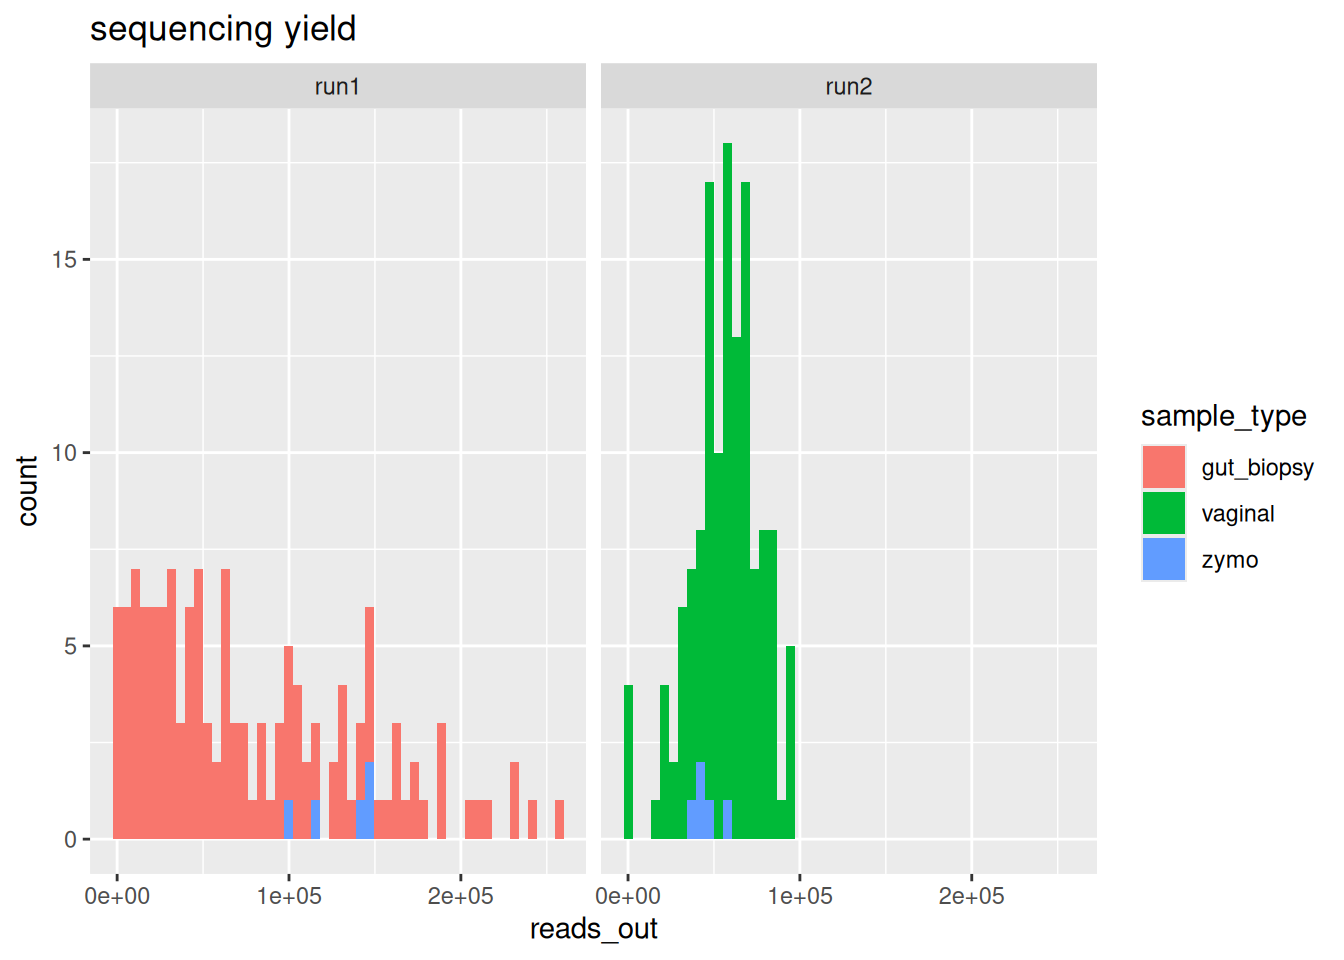 sequencing yield
run1
run2
count
15
10
5
0
0e+00 1e+05 2e+05
0e+00 1e+05 2e+05
reads_out
sample_type
gut_biopsy
vaginal
zymo